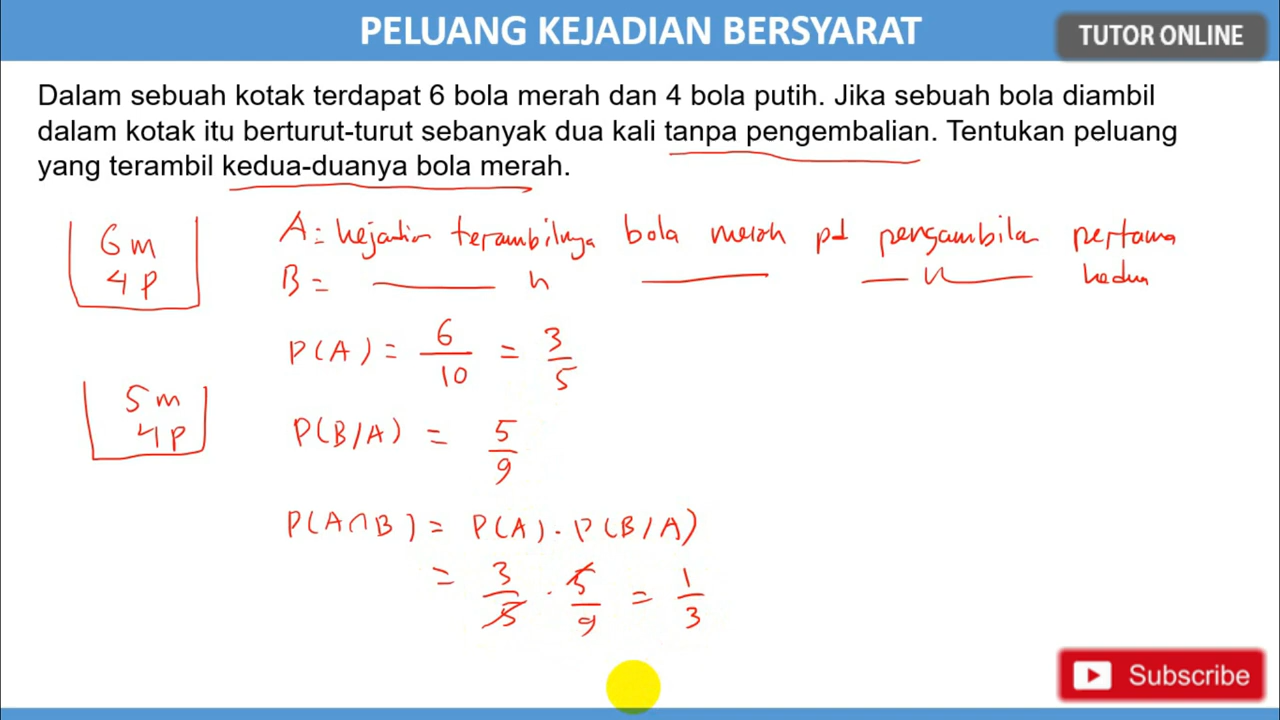 PELUANG KEJADIAN BERSYARAT
TUTOR ONLINE
Dalam sebuah kotak terdapat 6 bola merah dan 4 bola putih. Jika sebuah bola diambil
dalam kotak itu berturut-turut sebanyak dua kali tanpa pengembalian. Tentukan peluang
yang terambil kedua-duanya bola merah.
6 m
4 p
A = kejadian terambilnya bola merah pd pengambilan pertama
B = —— n —— —— n —— kedua
P(A) = 6/10 = 3/5
5 m
4 p
P(B/A) = 5/9
P(A∩B) = P(A) . P(B/A)
= 3/5 . 5/9 = 1/3
Subscribe